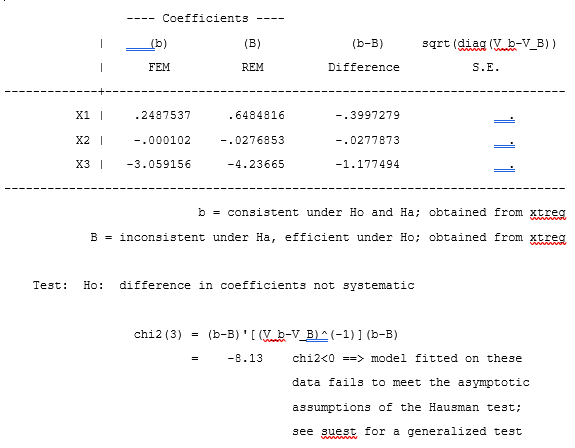 ---- Coefficients ----
| (b) (B) (b-B) sqrt(diag(V_b-V_B))
| FEM REM Difference S.E.
-------------+----------------------------------------------------------------
X1 | .2487537 .6484816 -.3997279 .
X2 | -.000102 -.0276853 -.0277873 .
X3 | -3.059156 -4.23665 -1.177494 .
------------------------------------------------------------------------------
b = consistent under Ho and Ha; obtained from xtreg
B = inconsistent under Ha, efficient under Ho; obtained from xtreg
Test: Ho: difference in coefficients not systematic
chi2(3) = (b-B)'[(V_b-V_B)^(-1)](b-B)
= -8.13 chi2<0 ==> model fitted on these
data fails to meet the asymptotic
assumptions of the Hausman test;
see suest for a generalized test